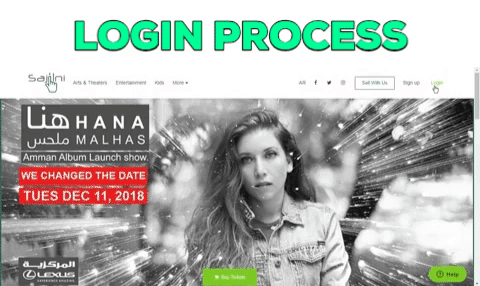 LOGIN PROCESS
Sajjilni
Arts & Theaters Entertainment Kids More AR Sell With Us Sign up Login
هنا HANA
ملحس MALHAS
Amman Album Launch show.
WE CHANGED THE DATE
TUES DEC 11, 2018
المركزية
LEXUS
Buy Tickets
Help